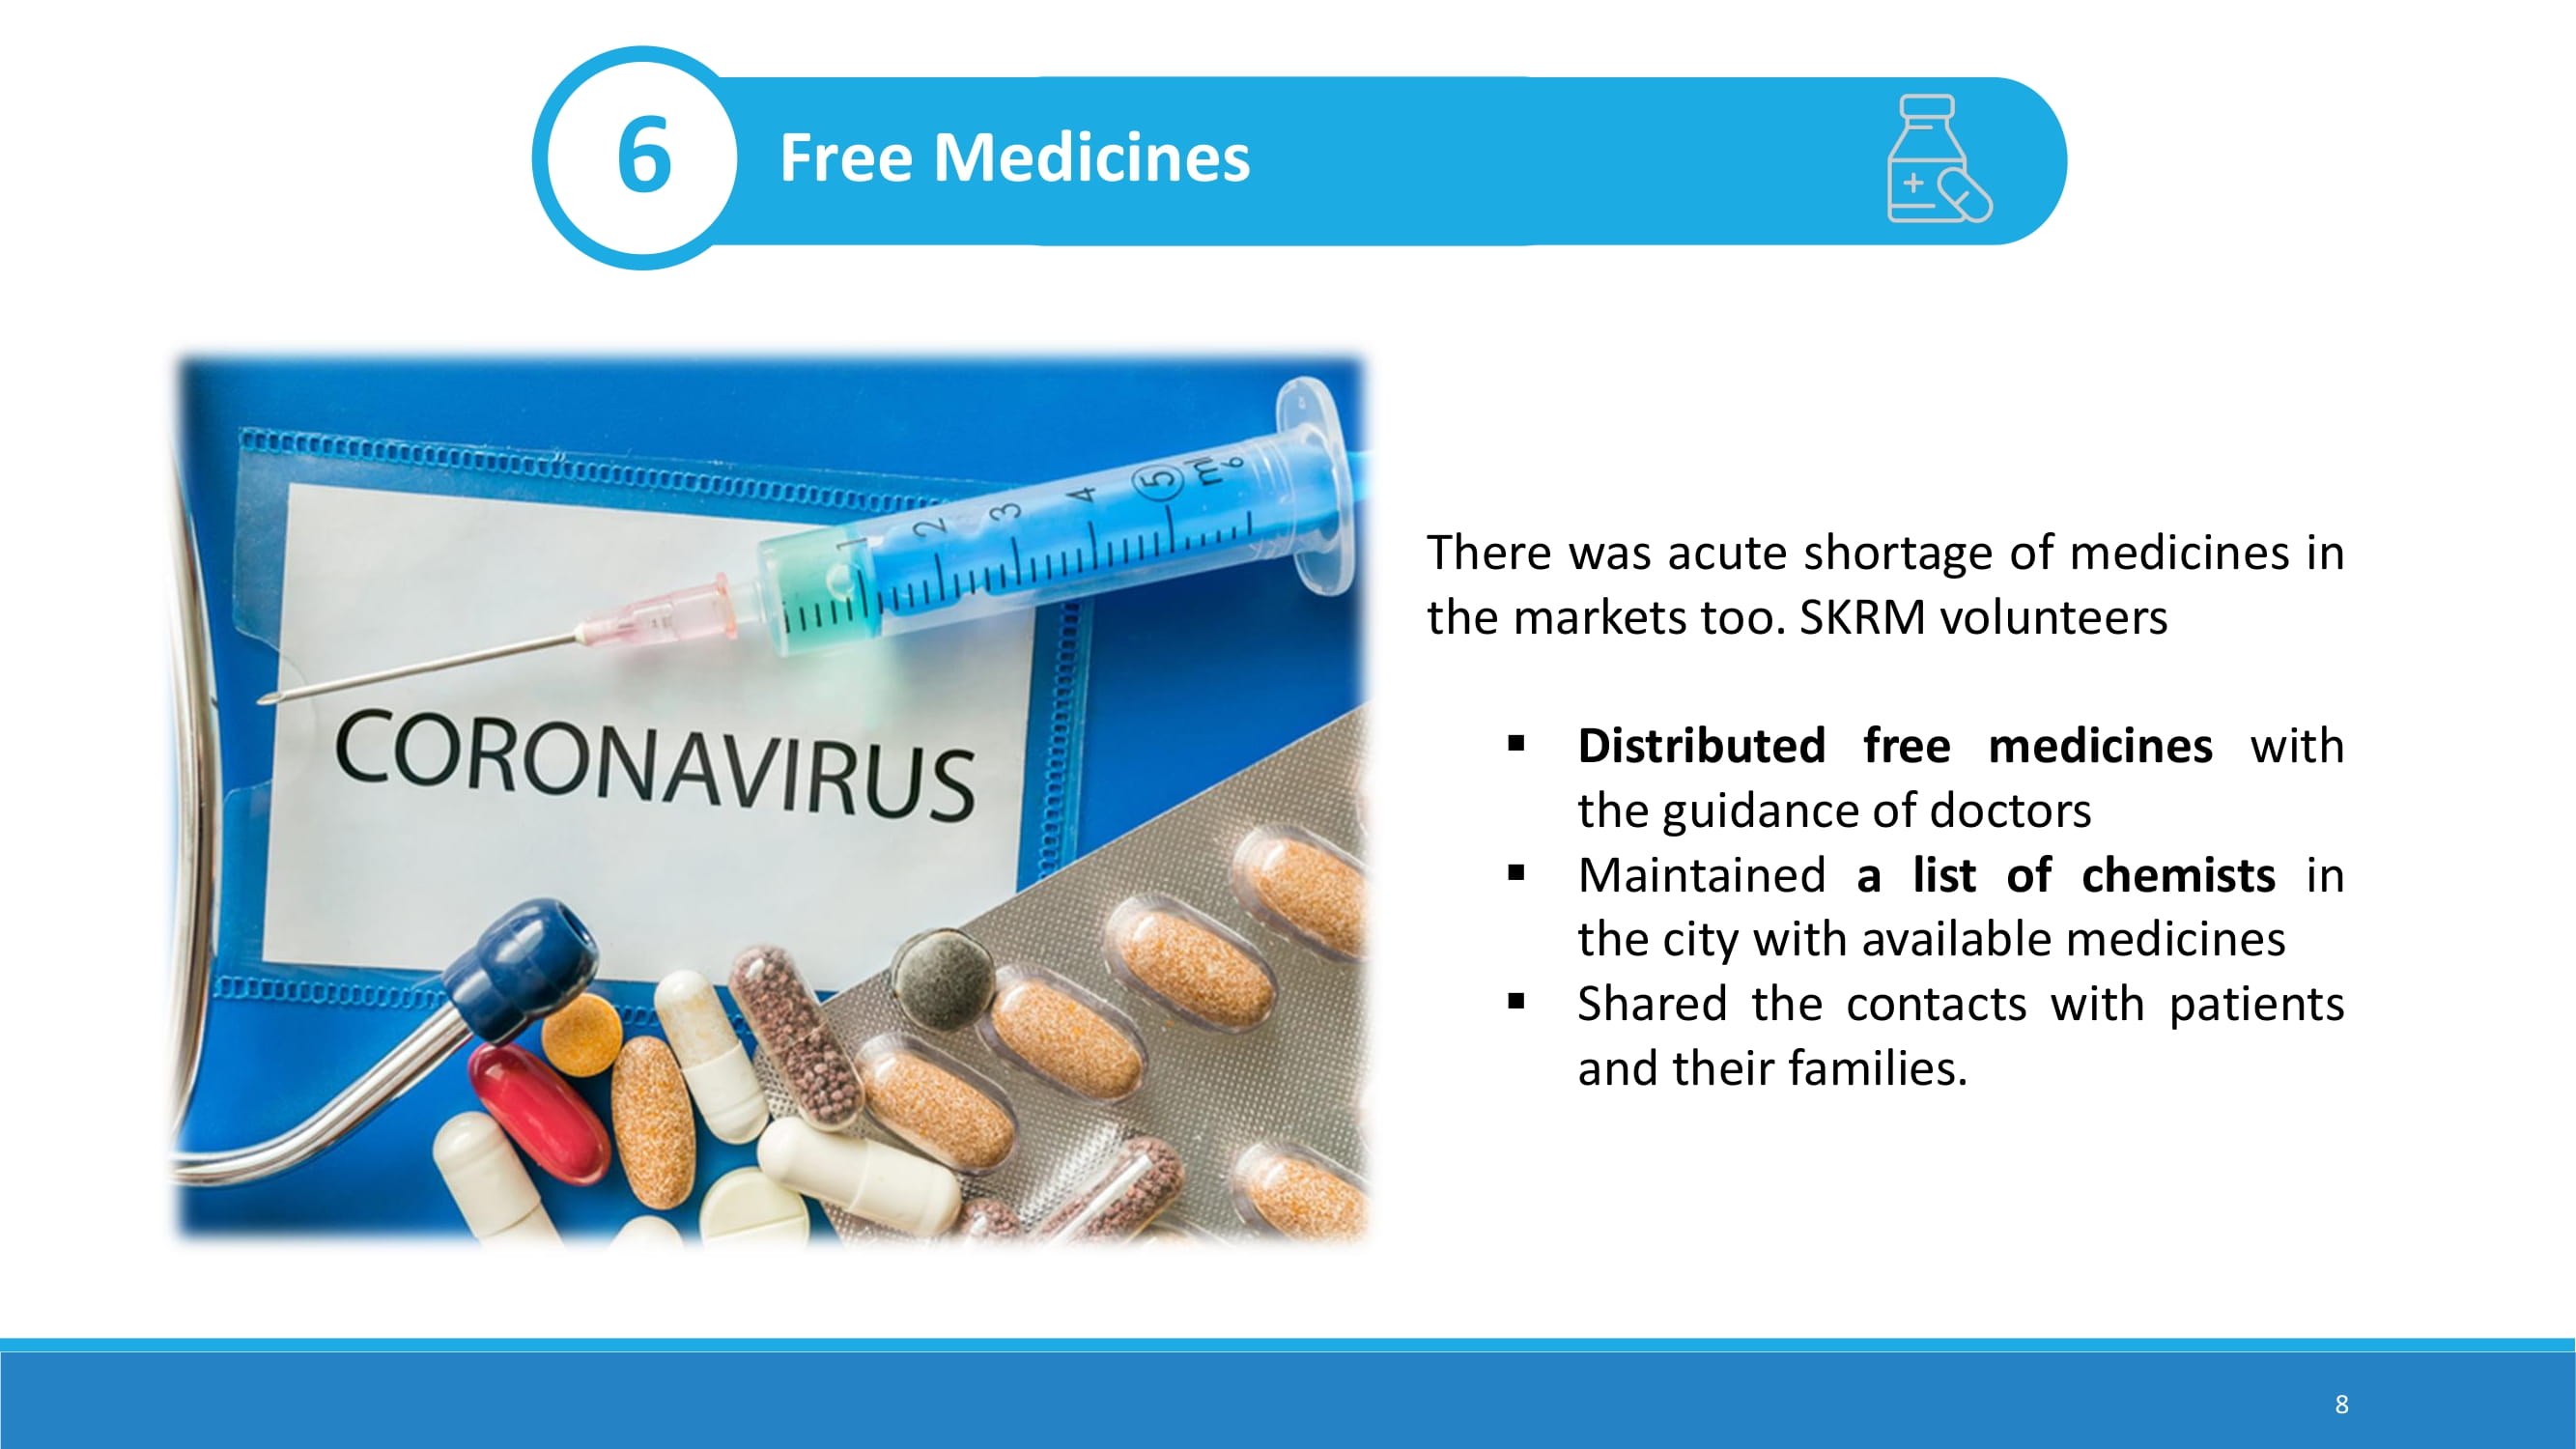 6
Free Medicines
1 2 3 4 5 ml 6
CORONAVIRUS
There was acute shortage of medicines in
the markets too. SKRM volunteers
▪ Distributed free medicines with
the guidance of doctors
▪ Maintained a list of chemists in
the city with available medicines
▪ Shared the contacts with patients
and their families.
8